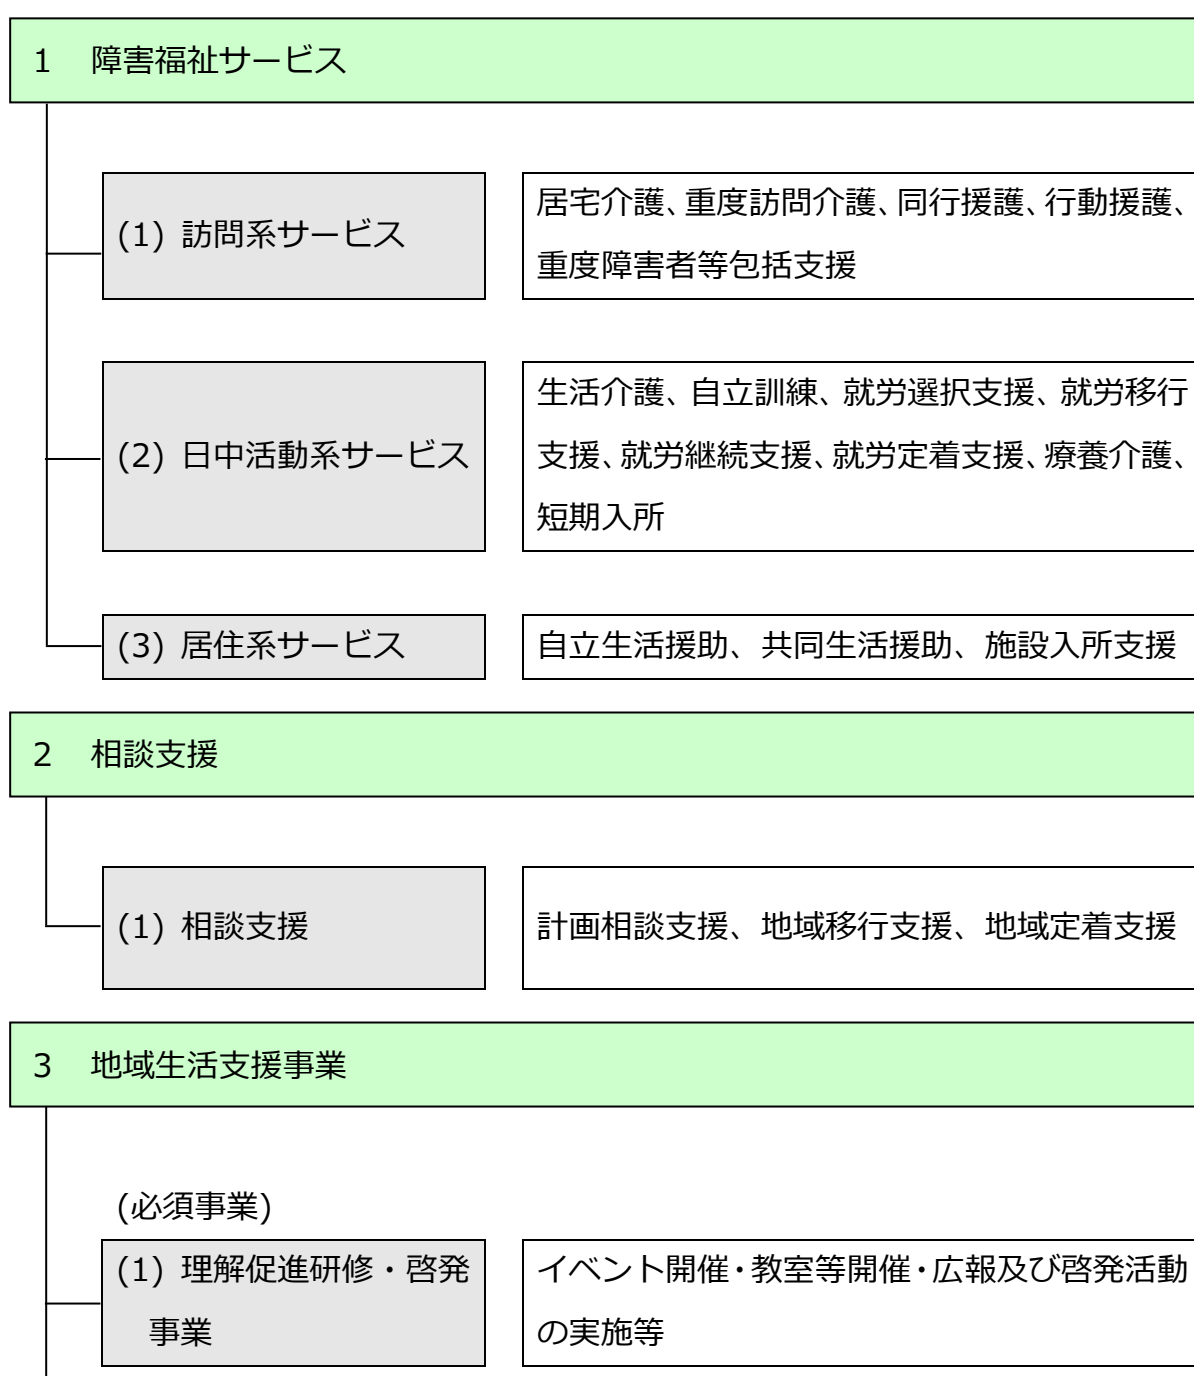 1 障害福祉サービス
(1) 訪問系サービス
居宅介護、重度訪問介護、同行援護、行動援護、
重度障害者等包括支援
(2) 日中活動系サービス
生活介護、自立訓練、就労選択支援、就労移行
支援、就労継続支援、就労定着支援、療養介護、
短期入所
(3) 居住系サービス
自立生活援助、共同生活援助、施設入所支援
2 相談支援
(1) 相談支援
計画相談支援、地域移行支援、地域定着支援
3 地域生活支援事業
(必須事業)
(1) 理解促進研修・啓発
事業
イベント開催・教室等開催・広報及び啓発活動
の実施等